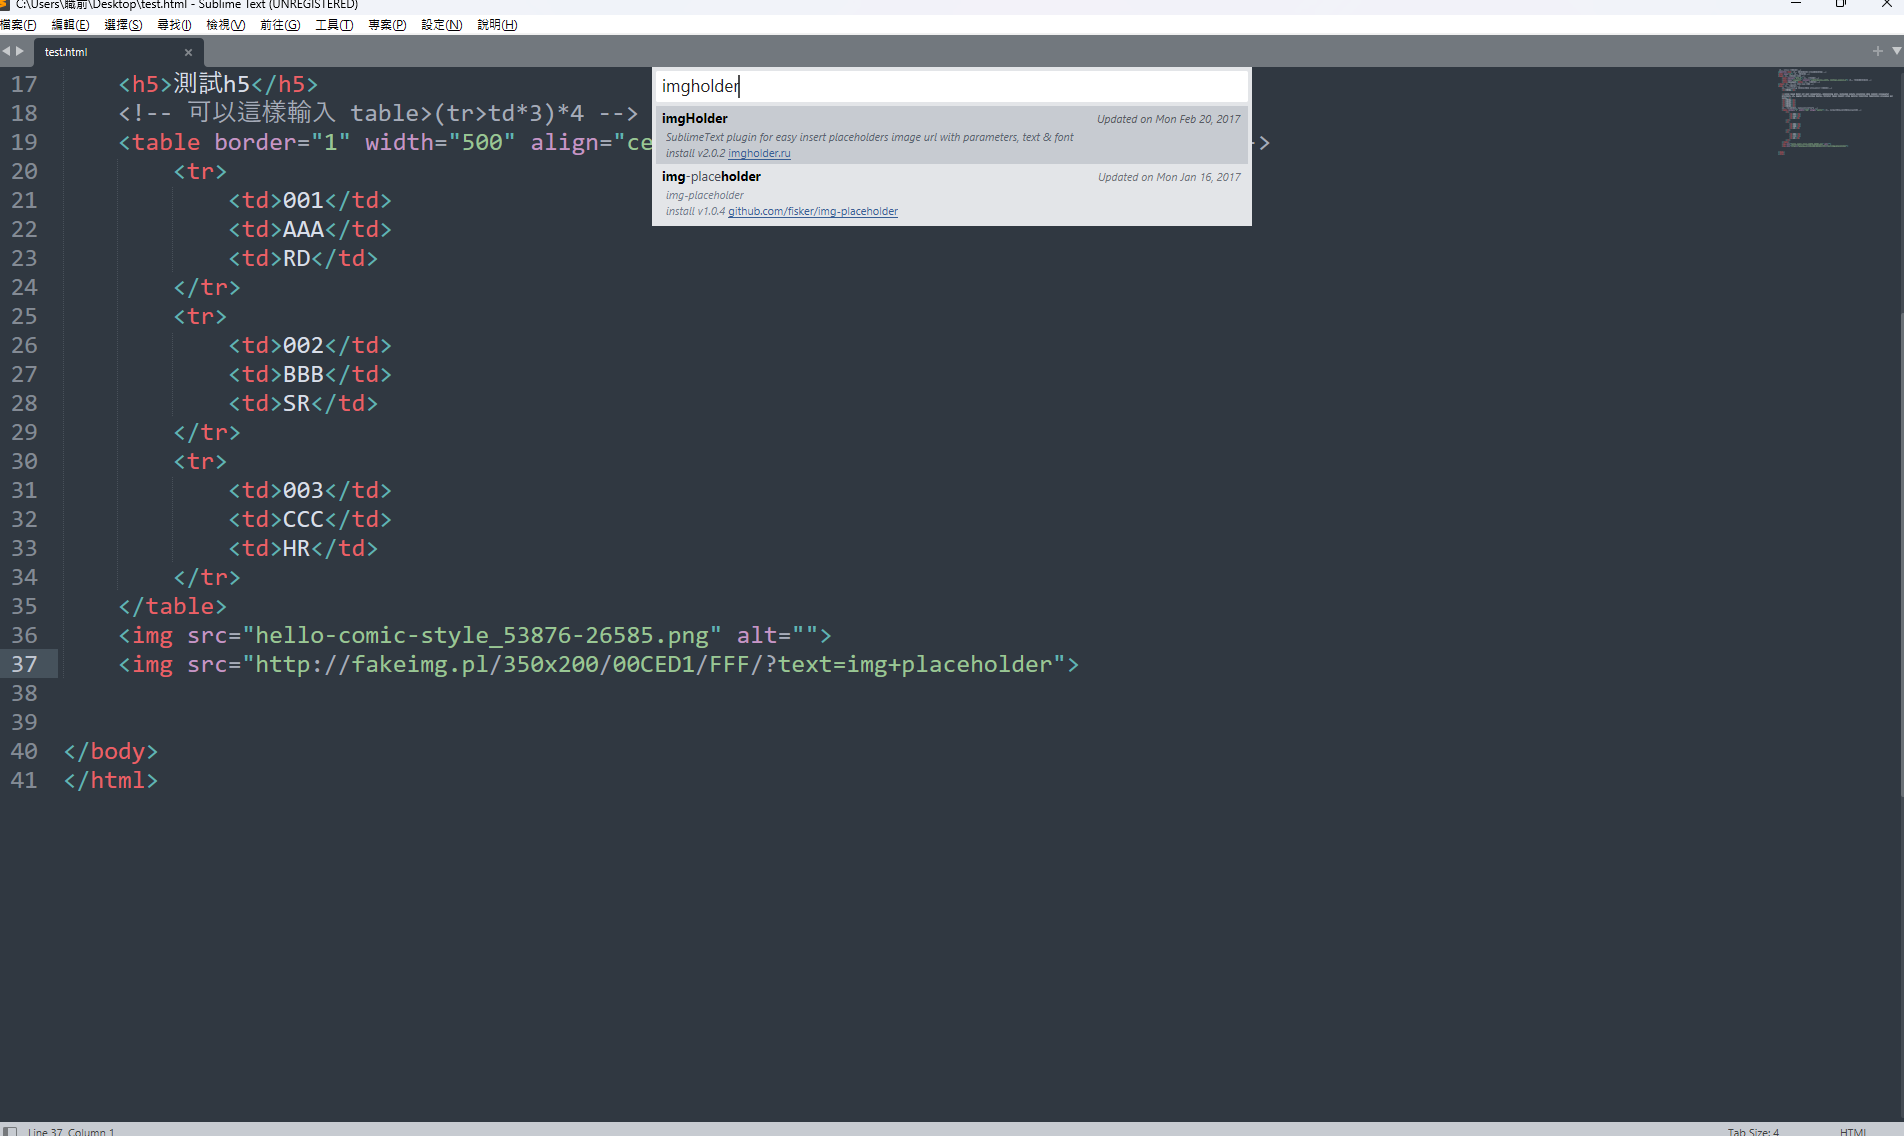 C:\Users\職前\Desktop\test.html - Sublime Text (UNREGISTERED)
檔案(F) 編輯(E) 選擇(S) 尋找(I) 檢視(V) 前往(G) 工具(T) 專案(P) 設定(N) 說明(H)
test.html
imgholder
imgHolder Updated on Mon Feb 20, 2017
SublimeText plugin for easy insert placeholders image url with parameters, text & font
install v2.0.2 imgholder.ru
img-placeholder Updated on Mon Jan 16, 2017
img-placeholder
install v1.0.4 github.com/fisker/img-placeholder
17 <h5>測試h5</h5>
18 <!-- 可以這樣輸入 table>(tr>td*3)*4 -->
19 <table border="1" width="500" align="ce ->
20 <tr>
21 <td>001</td>
22 <td>AAA</td>
23 <td>RD</td>
24 </tr>
25 <tr>
26 <td>002</td>
27 <td>BBB</td>
28 <td>SR</td>
29 </tr>
30 <tr>
31 <td>003</td>
32 <td>CCC</td>
33 <td>HR</td>
34 </tr>
35 </table>
36 <img src="hello-comic-style_53876-26585.png" alt="">
37 <img src="http://fakeimg.pl/350x200/00CED1/FFF/?text=img+placeholder">
38
39
40 </body>
41 </html>
Line 37, Column 1 Tab Size: 4 HTML